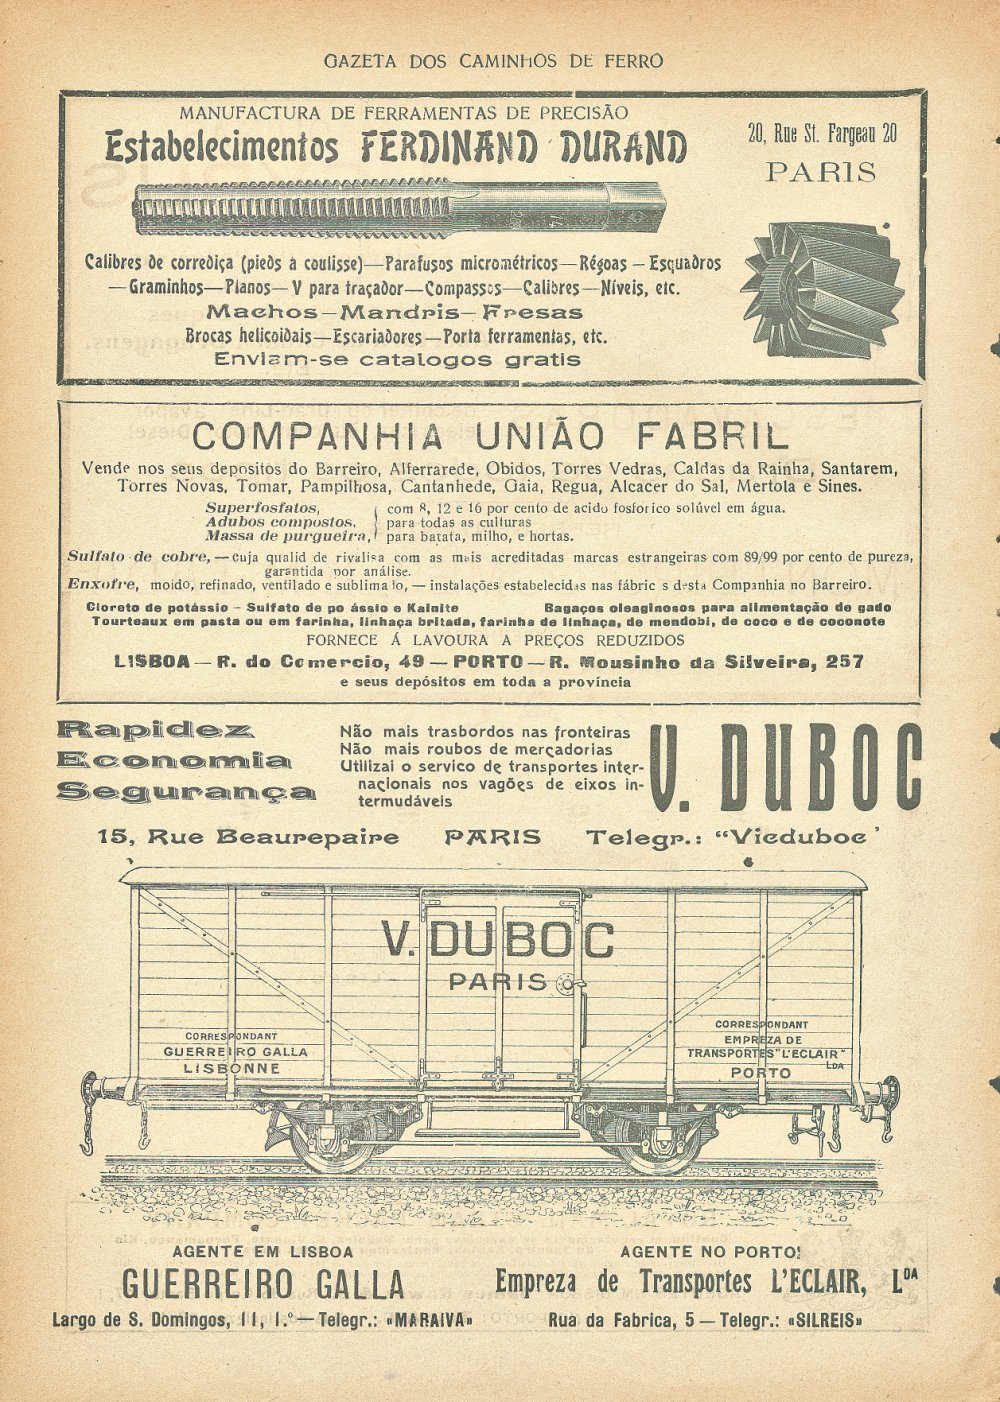 GAZETA DOS CAMINHOS DE FERRO
MANUFACTURA DE FERRAMENTAS DE PRECISÃO
Estabelecimentos FERDINAND DURAND
20, Rue St. Fargeau 20
PARIS
Calibres de corrediça (pieds à coulisse)—Parafusos micrométricos—Régoas—Esquadros
—Graminhos—Planos—V para traçador—Compassos—Calibres—Níveis, etc.
Machos—Mandris—Fresas
Brocas helicoidais—Escariadores—Porta ferramentas, etc.
Enviam-se catalogos gratis
COMPANHIA UNIÃO FABRIL
Vende nos seus depositos do Barreiro, Alferrarede, Obidos, Torres Vedras, Caldas da Rainha, Santarem,
Torres Novas, Tomar, Pampilhosa, Cantanhede, Gaia, Regua, Alcacer do Sal, Mertola e Sines.
Superfosfatos, com 8, 12 e 16 por cento de acido fosforico solúvel em água.
Adubos compostos, para todas as culturas
Massa de purgueira, para batata, milho, e hortas.
Sulfato de cobre, — cuja qualid de rivalisa com as mais acreditadas marcas estrangeiras com 89/99 por cento de pureza,
garantida por análise.
Enxofre, moido, refinado, ventilado e sublima lo, — instalações estabelecidas nas fábric s desta Companhia no Barreiro.
Cloreto de potássio – Sulfato de po ássio e Kainite Bagaços oleaginosos para alimentação de gado
Tourteaux em pasta ou em farinha, linhaça britada, farinha de linhaça, de mendobi, de coco e de coconote
FORNECE Á LAVOURA A PREÇOS REDUZIDOS
LISBOA — R. do Comercio, 49 — PORTO — R. Mousinho da Silveira, 257
e seus depósitos em toda a província
Rapidez
Economia
Segurança
Não mais trasbordos nas fronteiras
Não mais roubos de merçadorias
Utilizai o servico de transportes inter-
nacionais nos vagões de eixos in-
termudáveis
V. DUBOC
15, Rue Beaurepaire PARIS Telegr.: "Vicduboc'
V. DUBOC
PARIS
CORRESPONDANT
GUERREIRO GALLA
LISBONNE
CORRESPONDANT
EMPREZA DE
TRANSPORTES "L'ECLAIR"
LDA
PORTO
AGENTE EM LISBOA
GUERREIRO GALLA
Largo de S. Domingos, 11, 1.º — Telegr.: «MARAIVA»
AGENTE NO PORTO!
Empreza de Transportes L'ECLAIR, LDA
Rua da Fabrica, 5 — Telegr.: «SILREIS»